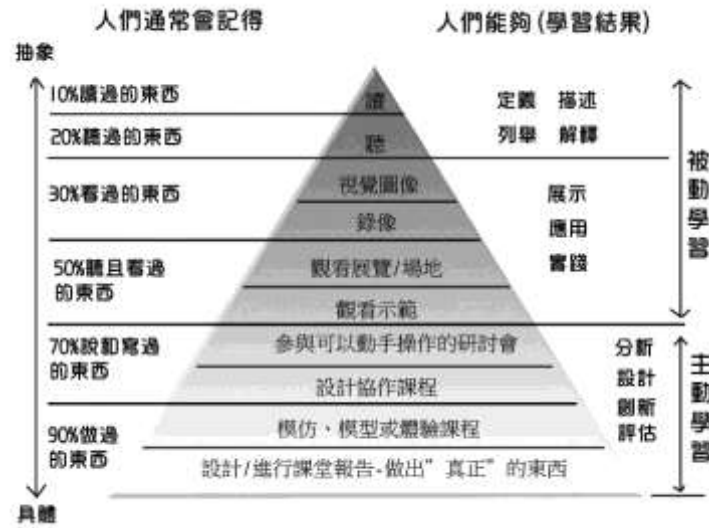 人們通常會記得
人們能夠(學習結果)
抽象
10%讀過的東西
20%聽過的東西
30%看過的東西
50%聽且看過
的東西
70%說和寫過
的東西
90%做過
的東西
具體
讀
聽
視覺圖像
錄像
觀看展覽/場地
觀看示範
參與可以動手操作的研討會
設計協作課程
模仿、模型或體驗課程
設計/進行課堂報告-做出”真正”的東西
定義 描述
列舉 解釋
展示
應用
實踐
分析
設計
創新
評估
被動學習
主動學習